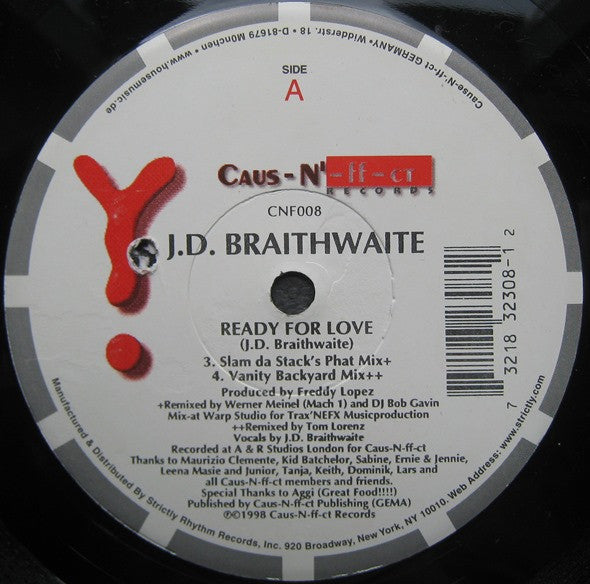 Cause-N'-ff-ct GERMANY • Widderstr. 18 • D-81679 München • www.housemusic.de
SIDE
A
CAUS-N'-ff-CT
RECORDS
CNF008
Y!
J.D. BRAITHWAITE
READY FOR LOVE
(J.D. Braithwaite)
3. Slam da Stack's Phat Mix+
4. Vanity Backyard Mix++
Produced by Freddy Lopez
+Remixed by Werner Meinel (Mach 1) and DJ Bob Gavin
Mix-at Warp Studio for Trax'NEFX Musicproduction
++Remixed by Tom Lorenz
Vocals by J.D. Braithwaite
Recorded at A & R Studios London for Caus-N-ff-ct
Thanks to Maurizio Clemente, Kid Batchelor, Sabine, Ernie & Jennie,
Leena Masie and Junior, Tanja, Keith, Dominik, Lars and
all Caus-N-ff-ct members and friends.
Special Thanks to Aggi (Great Food!!!!)
Published by Caus-N-ff-ct Publishing (GEMA)
℗©1998 Caus-N-ff-ct Records
7 3218 32308-1 2
Manufactured & Distributed By Strictly Rhythm Records, Inc. 920 Broadway, New York, NY 10010. Web Address: www.strictly.com